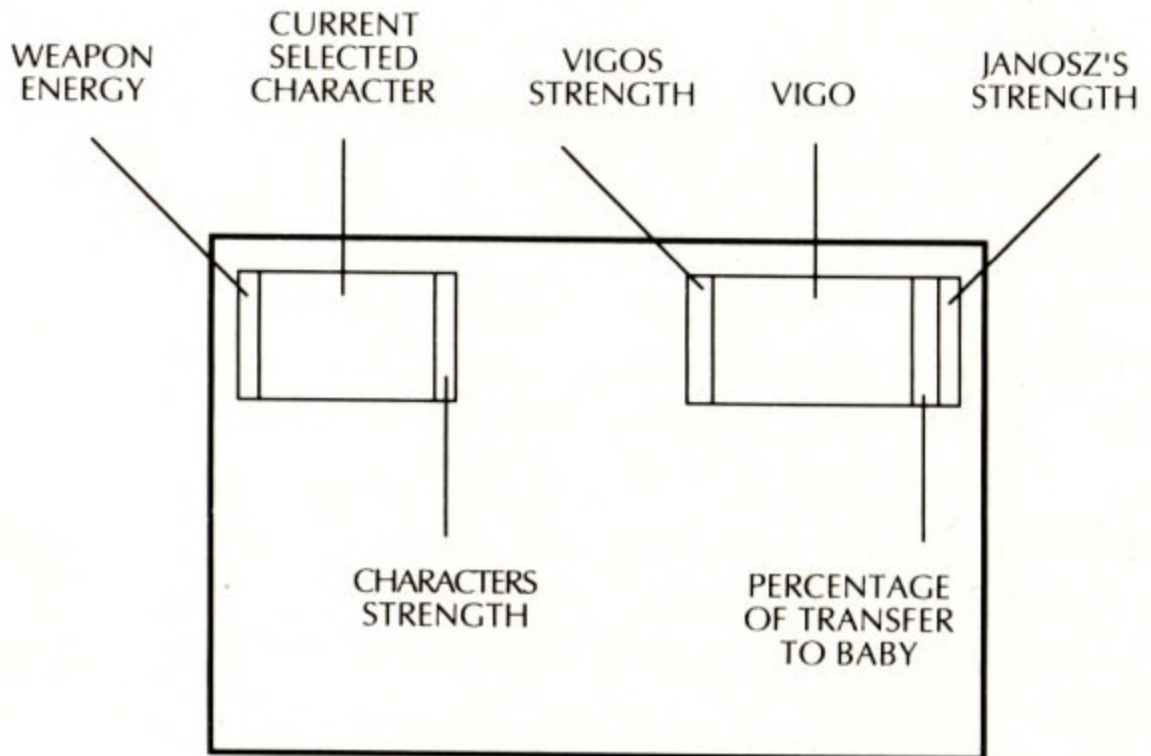 WEAPON
ENERGY
CURRENT
SELECTED
CHARACTER
VIGOS
STRENGTH
VIGO
JANOSZ'S
STRENGTH
CHARACTERS
STRENGTH
PERCENTAGE
OF TRANSFER
TO BABY